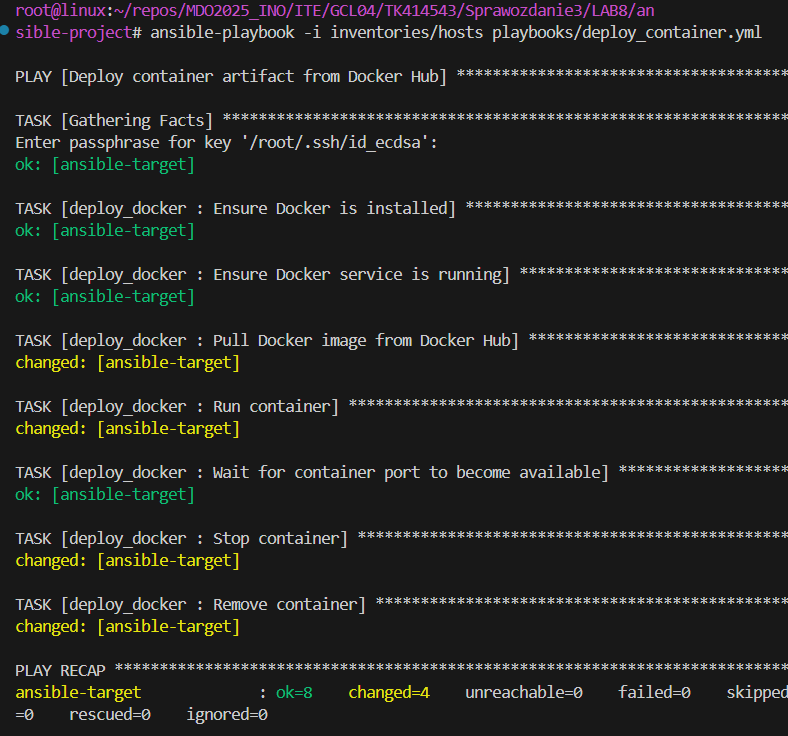 root@linux:~/repos/MDO2025_INO/ITE/GCL04/TK414543/Sprawozdanie3/LAB8/an
sible-project# ansible-playbook -i inventories/hosts playbooks/deploy_container.yml
PLAY [Deploy container artifact from Docker Hub] *************************************
TASK [Gathering Facts] ***************************************************************
Enter passphrase for key '/root/.ssh/id_ecdsa':
ok: [ansible-target]
TASK [deploy_docker : Ensure Docker is installed] ************************************
ok: [ansible-target]
TASK [deploy_docker : Ensure Docker service is running] ******************************
ok: [ansible-target]
TASK [deploy_docker : Pull Docker image from Docker Hub] *****************************
changed: [ansible-target]
TASK [deploy_docker : Run container] *************************************************
changed: [ansible-target]
TASK [deploy_docker : Wait for container port to become available] *******************
ok: [ansible-target]
TASK [deploy_docker : Stop container] ************************************************
changed: [ansible-target]
TASK [deploy_docker : Remove container] **********************************************
changed: [ansible-target]
PLAY RECAP ***************************************************************************
ansible-target             : ok=8    changed=4    unreachable=0    failed=0    skipped
=0    rescued=0    ignored=0